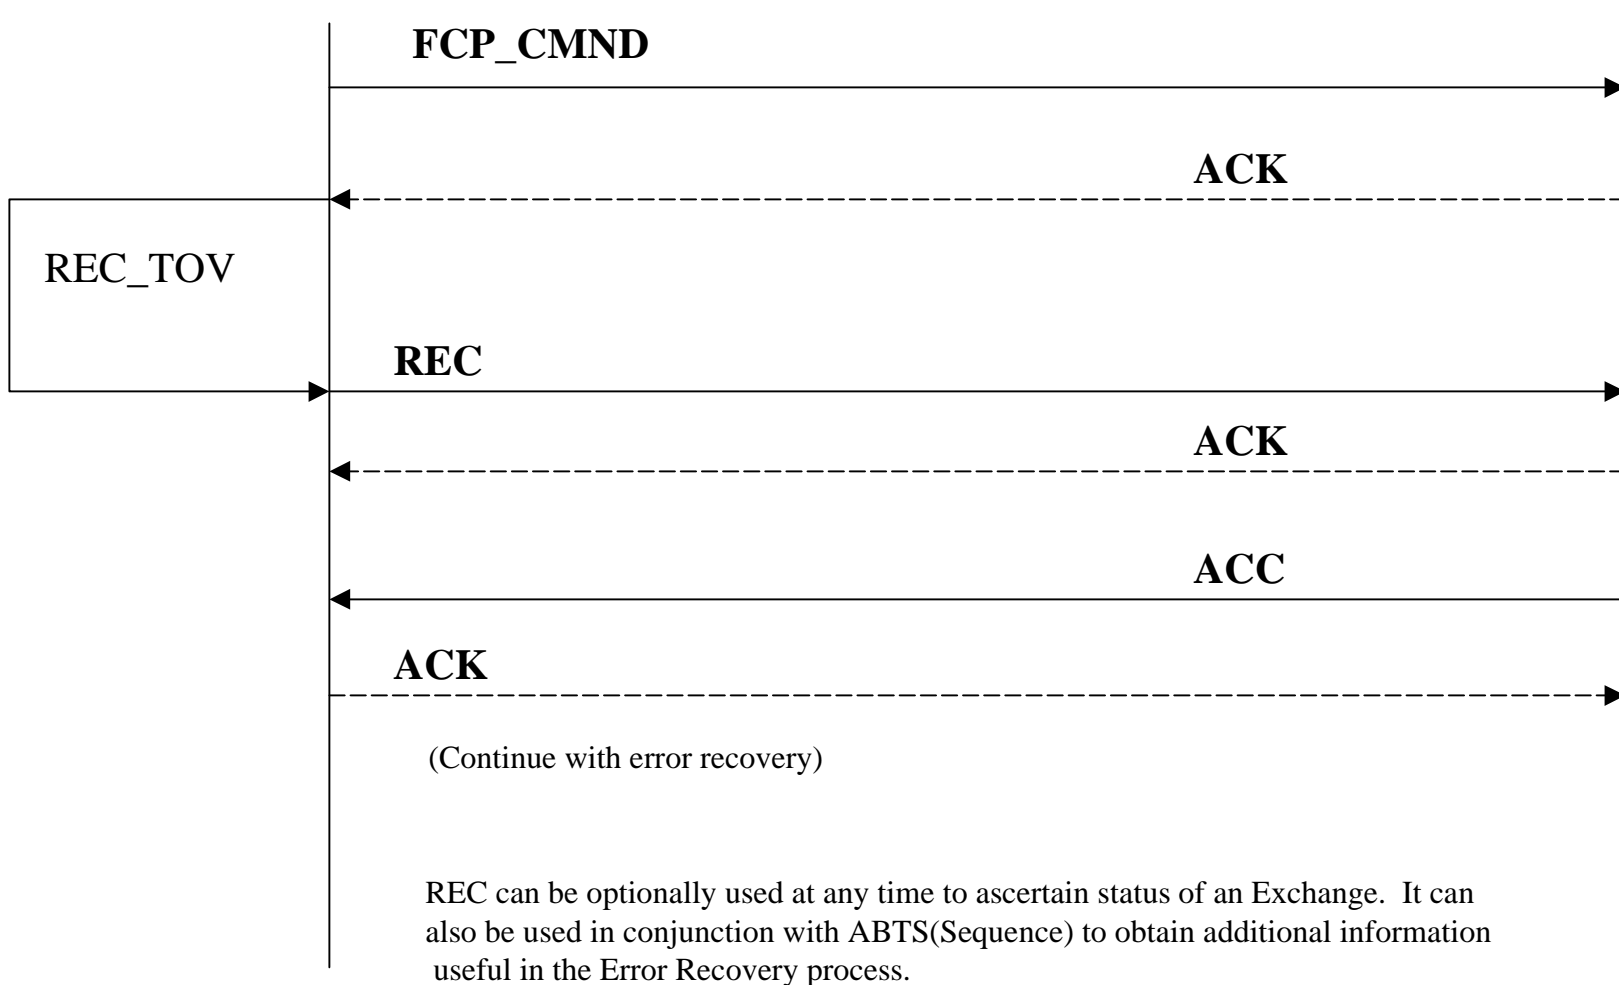 FCP_CMND
ACK
REC_TOV
REC
ACK
ACC
ACK
(Continue with error recovery)
REC can be optionally used at any time to ascertain status of an Exchange.  It can
also be used in conjunction with ABTS(Sequence) to obtain additional information
useful in the Error Recovery process.